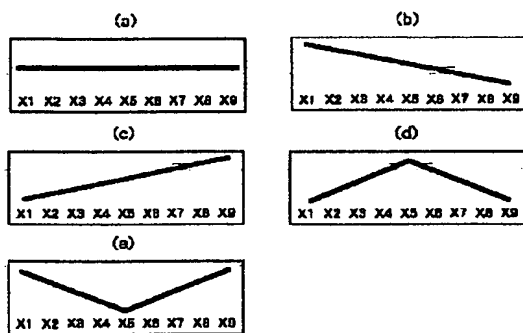 (a)
(b)
X1 X2 X3 X4 X5 X6 X7 X8 X9
X1 X2 X3 X4 X5 X6 X7 X8 X9
(c)
(d)
X1 X2 X3 X4 X5 X6 X7 X8 X9
X1 X2 X3 X4 X5 X6 X7 X8 X9
(e)
X1 X2 X3 X4 X5 X6 X7 X8 X9